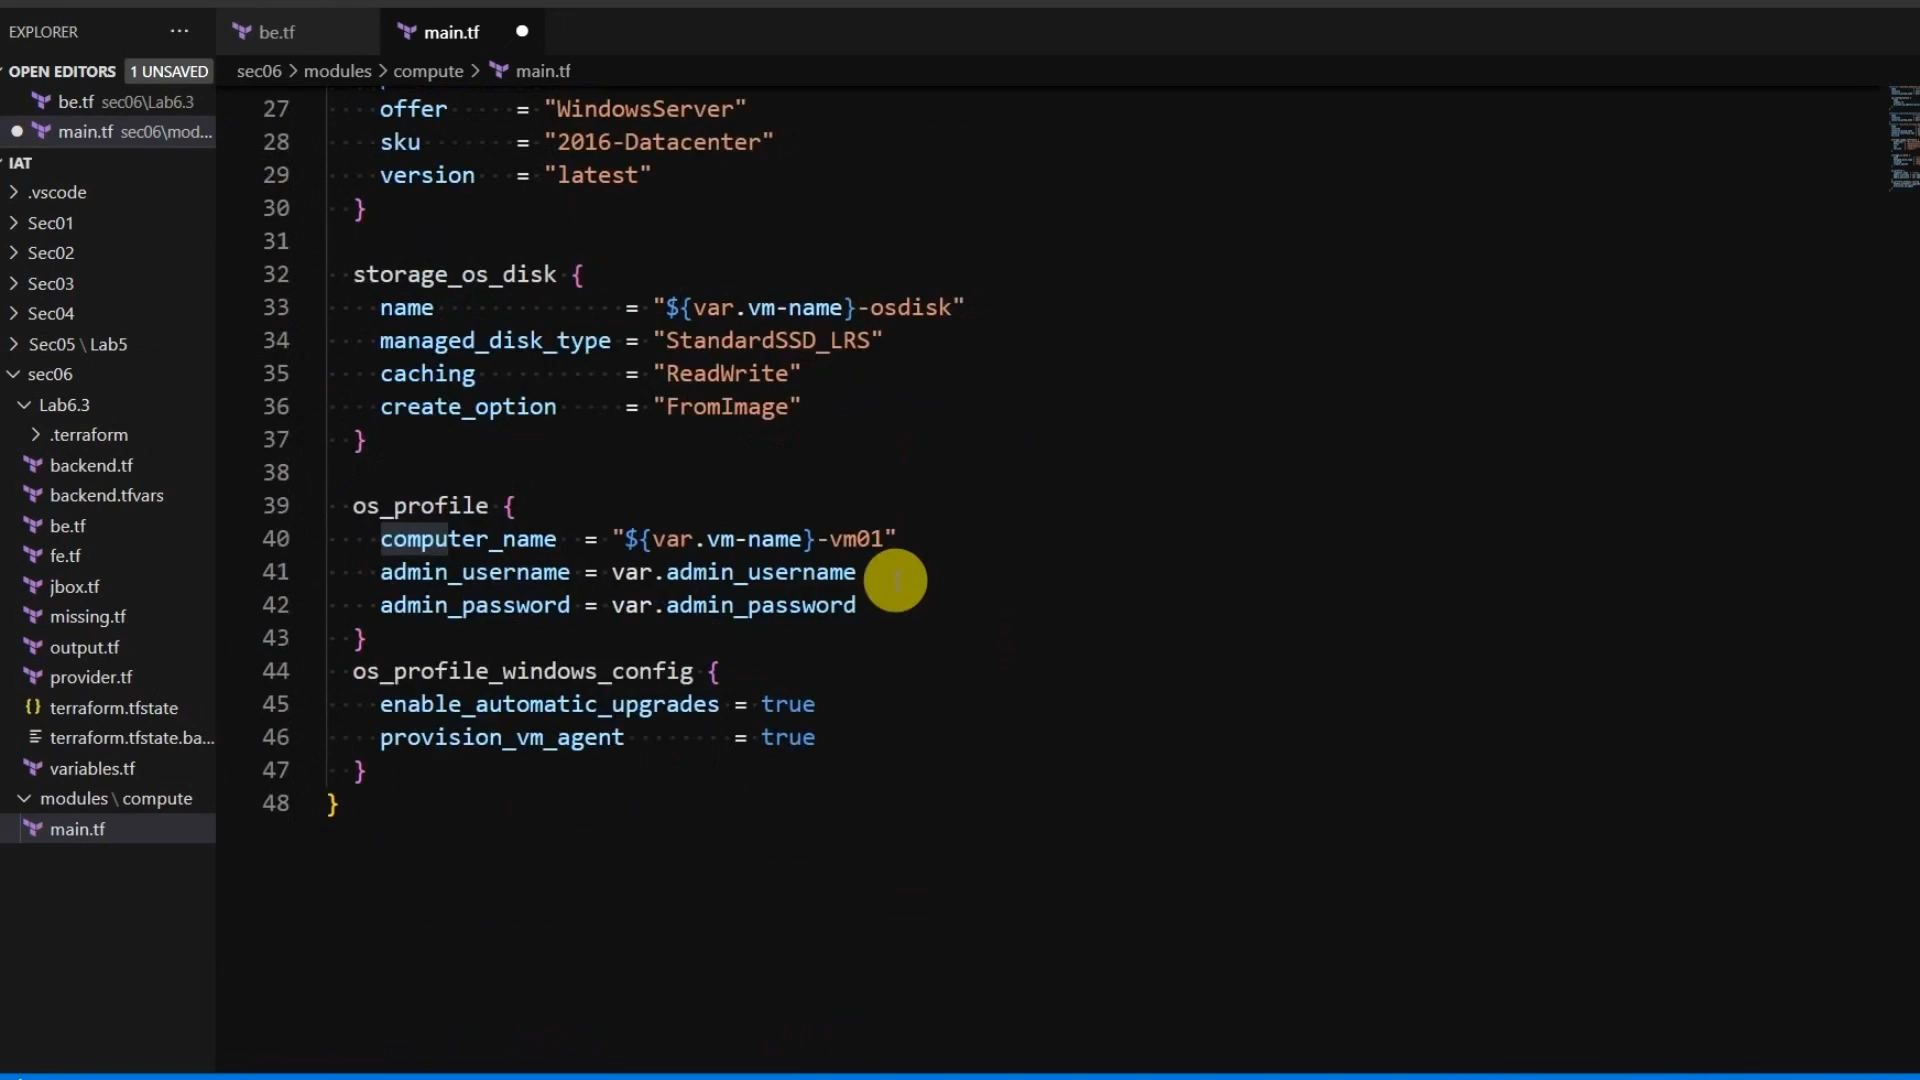 EXPLORER ...
be.tf
main.tf
OPEN EDITORS 1 UNSAVED
sec06 > modules > compute > main.tf
be.tf sec06\Lab6.3
main.tf sec06\mod...
IAT
.vscode
Sec01
Sec02
Sec03
Sec04
Sec05 \ Lab5
sec06
Lab6.3
.terraform
backend.tf
backend.tfvars
be.tf
fe.tf
jbox.tf
missing.tf
output.tf
provider.tf
{} terraform.tfstate
terraform.tfstate.ba...
variables.tf
modules \ compute
main.tf
27 offer = "WindowsServer"
28 sku = "2016-Datacenter"
29 version = "latest"
30 }
31
32 storage_os_disk {
33 name = "${var.vm-name}-osdisk"
34 managed_disk_type = "StandardSSD_LRS"
35 caching = "ReadWrite"
36 create_option = "FromImage"
37 }
38
39 os_profile {
40 computer_name = "${var.vm-name}-vm01"
41 admin_username = var.admin_username
42 admin_password = var.admin_password
43 }
44 os_profile_windows_config {
45 enable_automatic_upgrades = true
46 provision_vm_agent = true
47 }
48 }